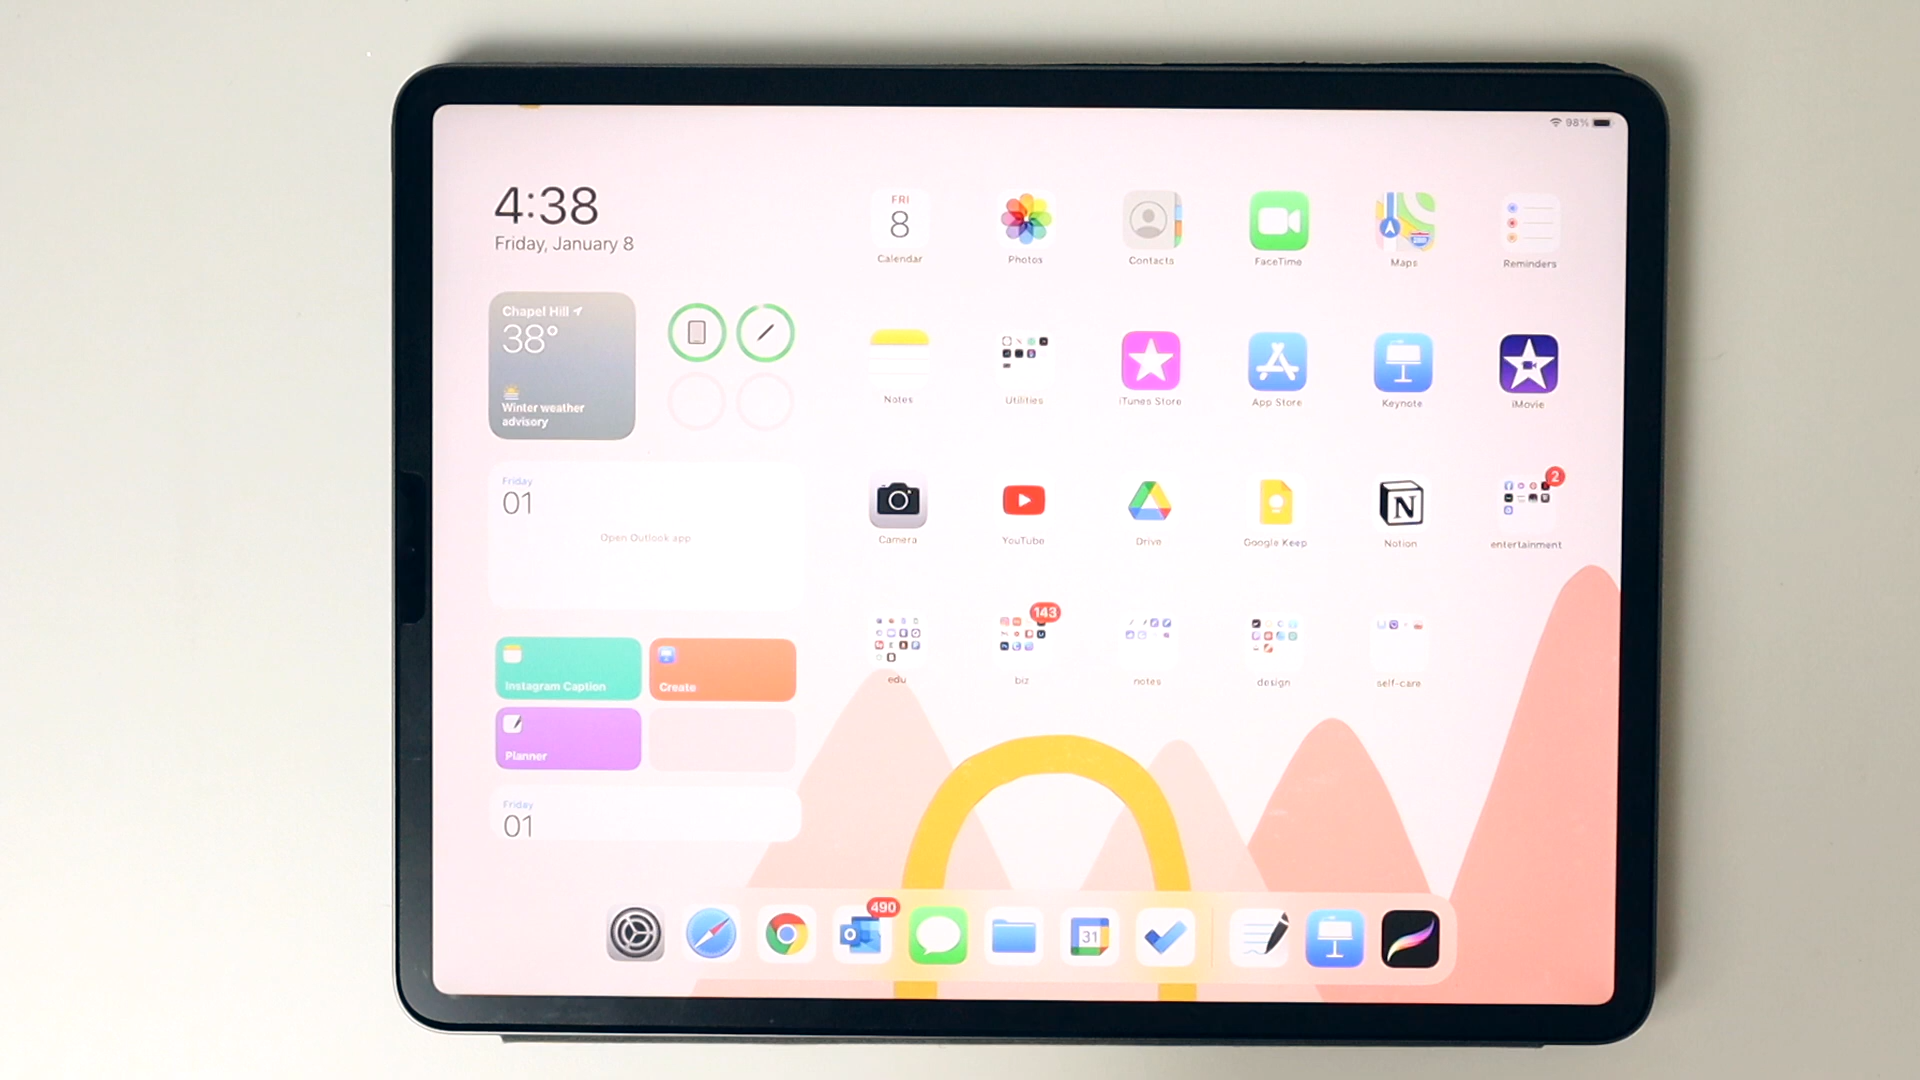 98%
4:38
Friday, January 8
Chapel Hill
38°
Winter weather
advisory
Friday
01
Open Outlook app
Instagram Caption
Create
Planner
Friday
01
FRI
8
Calendar
Photos
Contacts
FaceTime
Maps
Reminders
Notes
Utilities
iTunes Store
App Store
Keynote
iMovie
2
Camera
YouTube
Drive
Google Keep
N
Notion
entertainment
143
edu
biz
notes
design
self-care
490
31